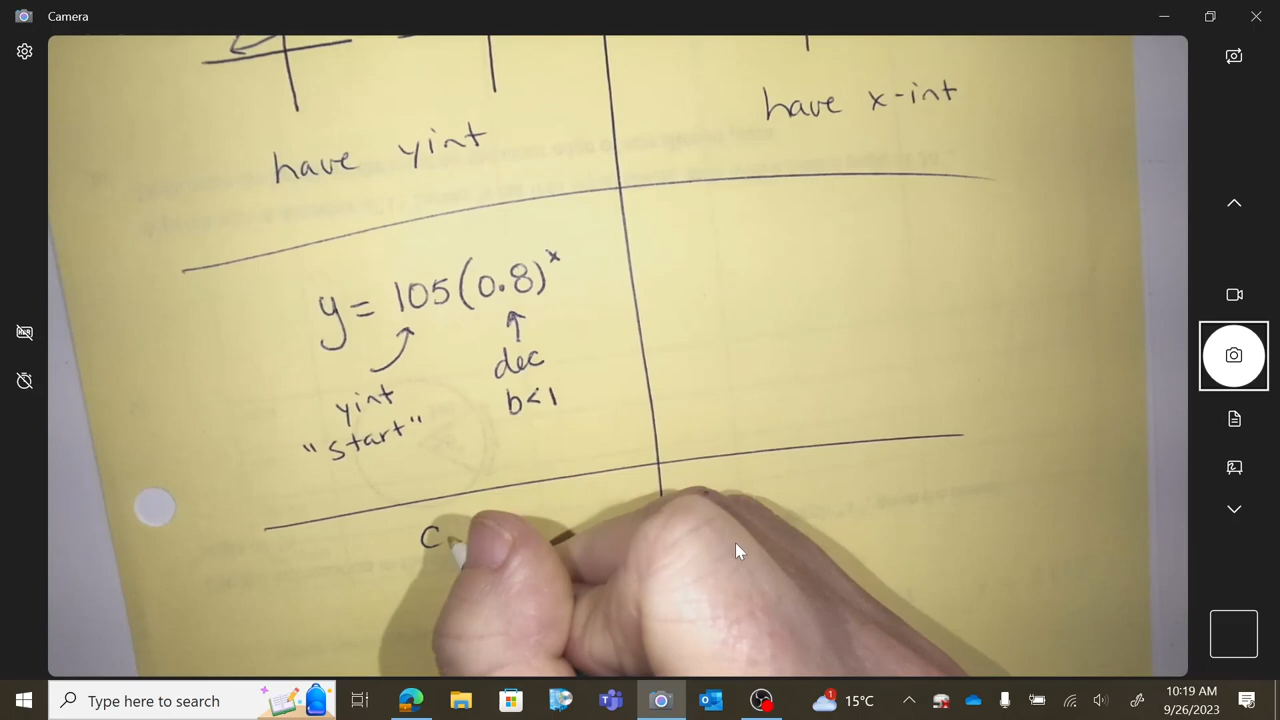 Camera
have yint
have x-int
y = 105(0.8)^x
yint
"start"
dec
b<1
C
Type here to search
1
15°C
10:19 AM
9/26/2023